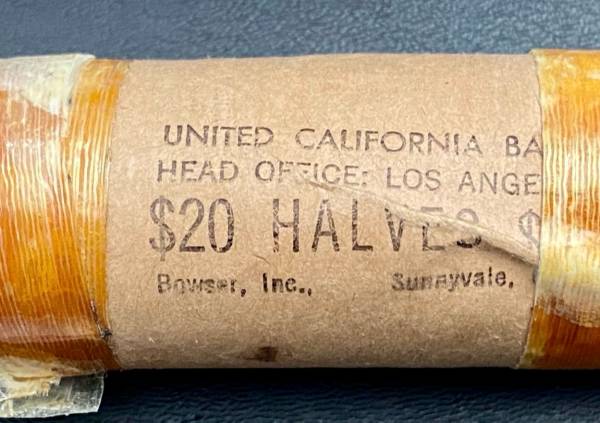 UNITED CALIFORNIA BA
HEAD OFFICE: LOS ANGE
$20 HALVES $
Bowser, Inc., Sunnyvale,